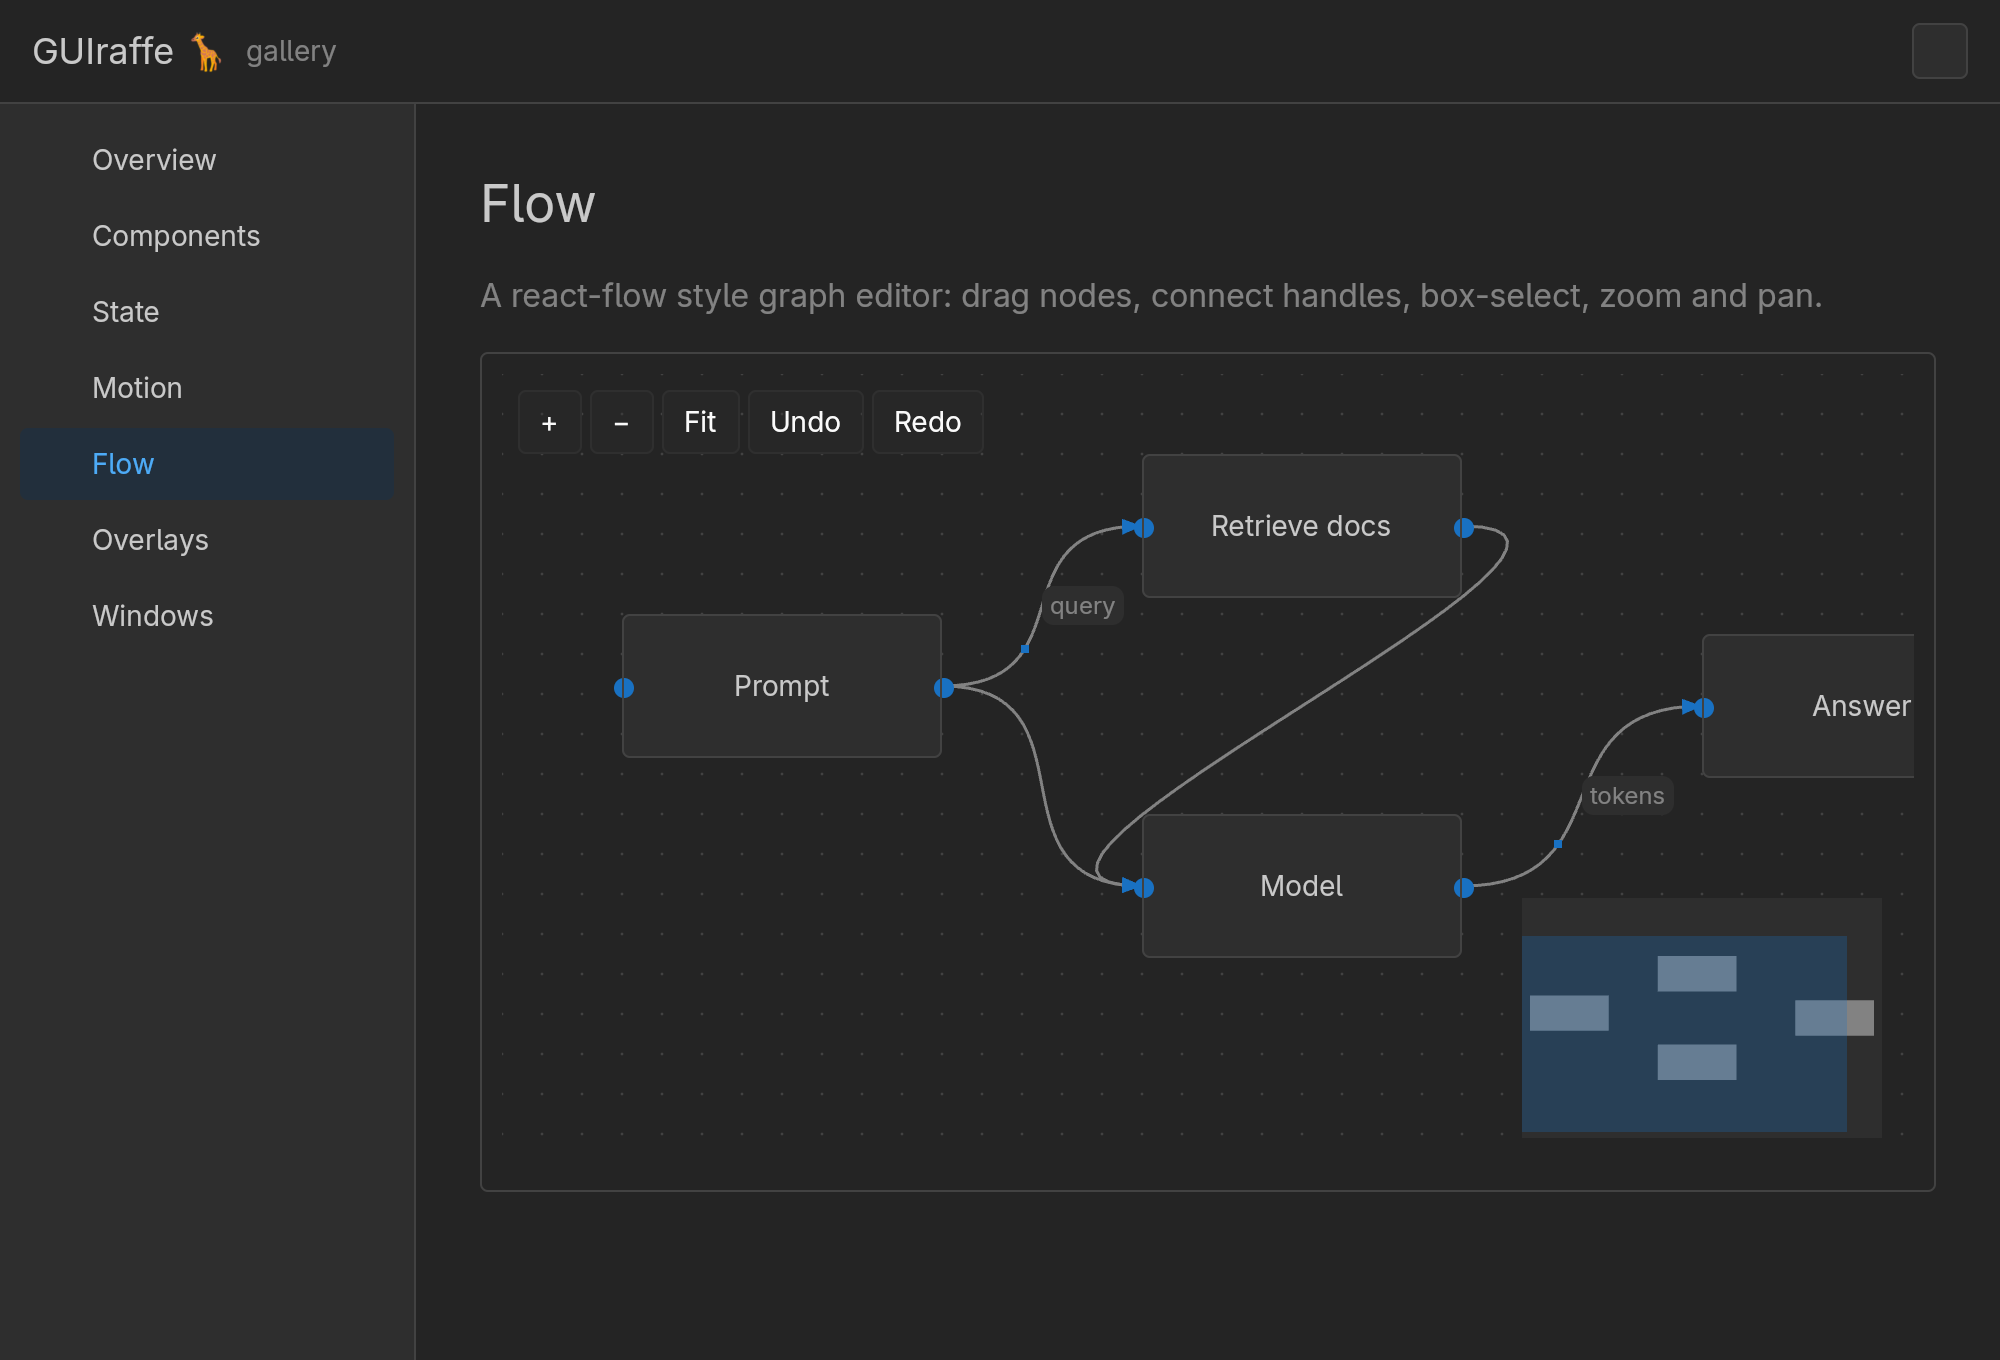 GUIraffe 🦒 gallery
Overview
Components
State
Motion
Flow
Overlays
Windows
Flow
A react-flow style graph editor: drag nodes, connect handles, box-select, zoom and pan.
+ − Fit Undo Redo
Retrieve docs
query
Prompt
Answer
tokens
Model